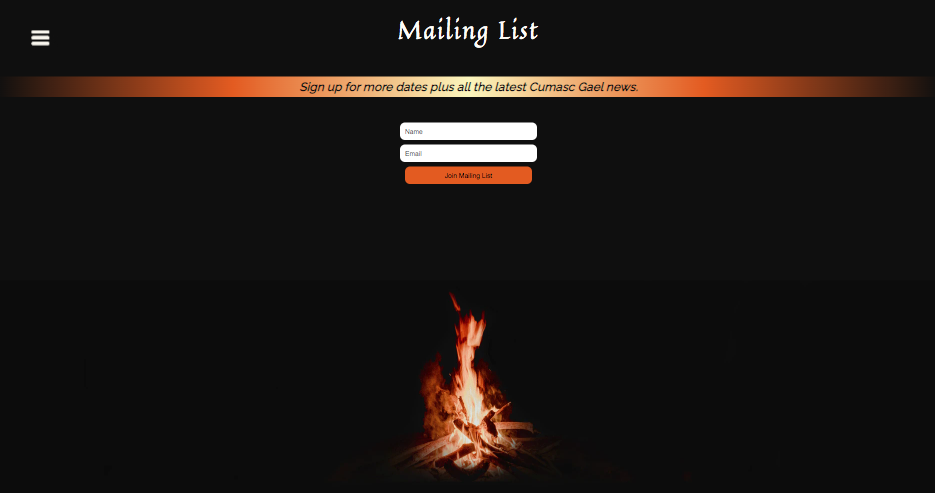 Mailing List
Sign up for more dates plus all the latest Cumasc Gael news.
Name
Email
Join Mailing List